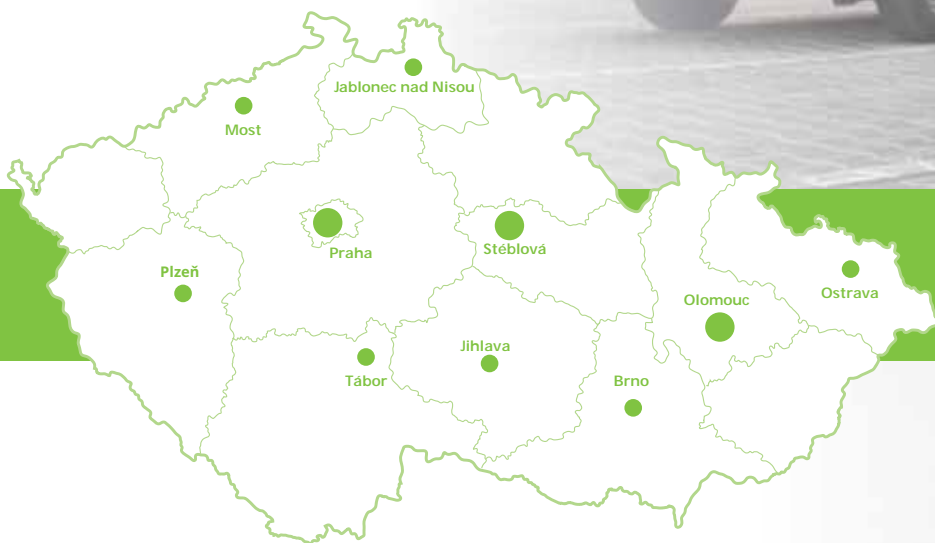 Jablonec nad Nisou
Most
Praha
Stéblová
Plzeň
Olomouc
Ostrava
Jihlava
Tábor
Brno